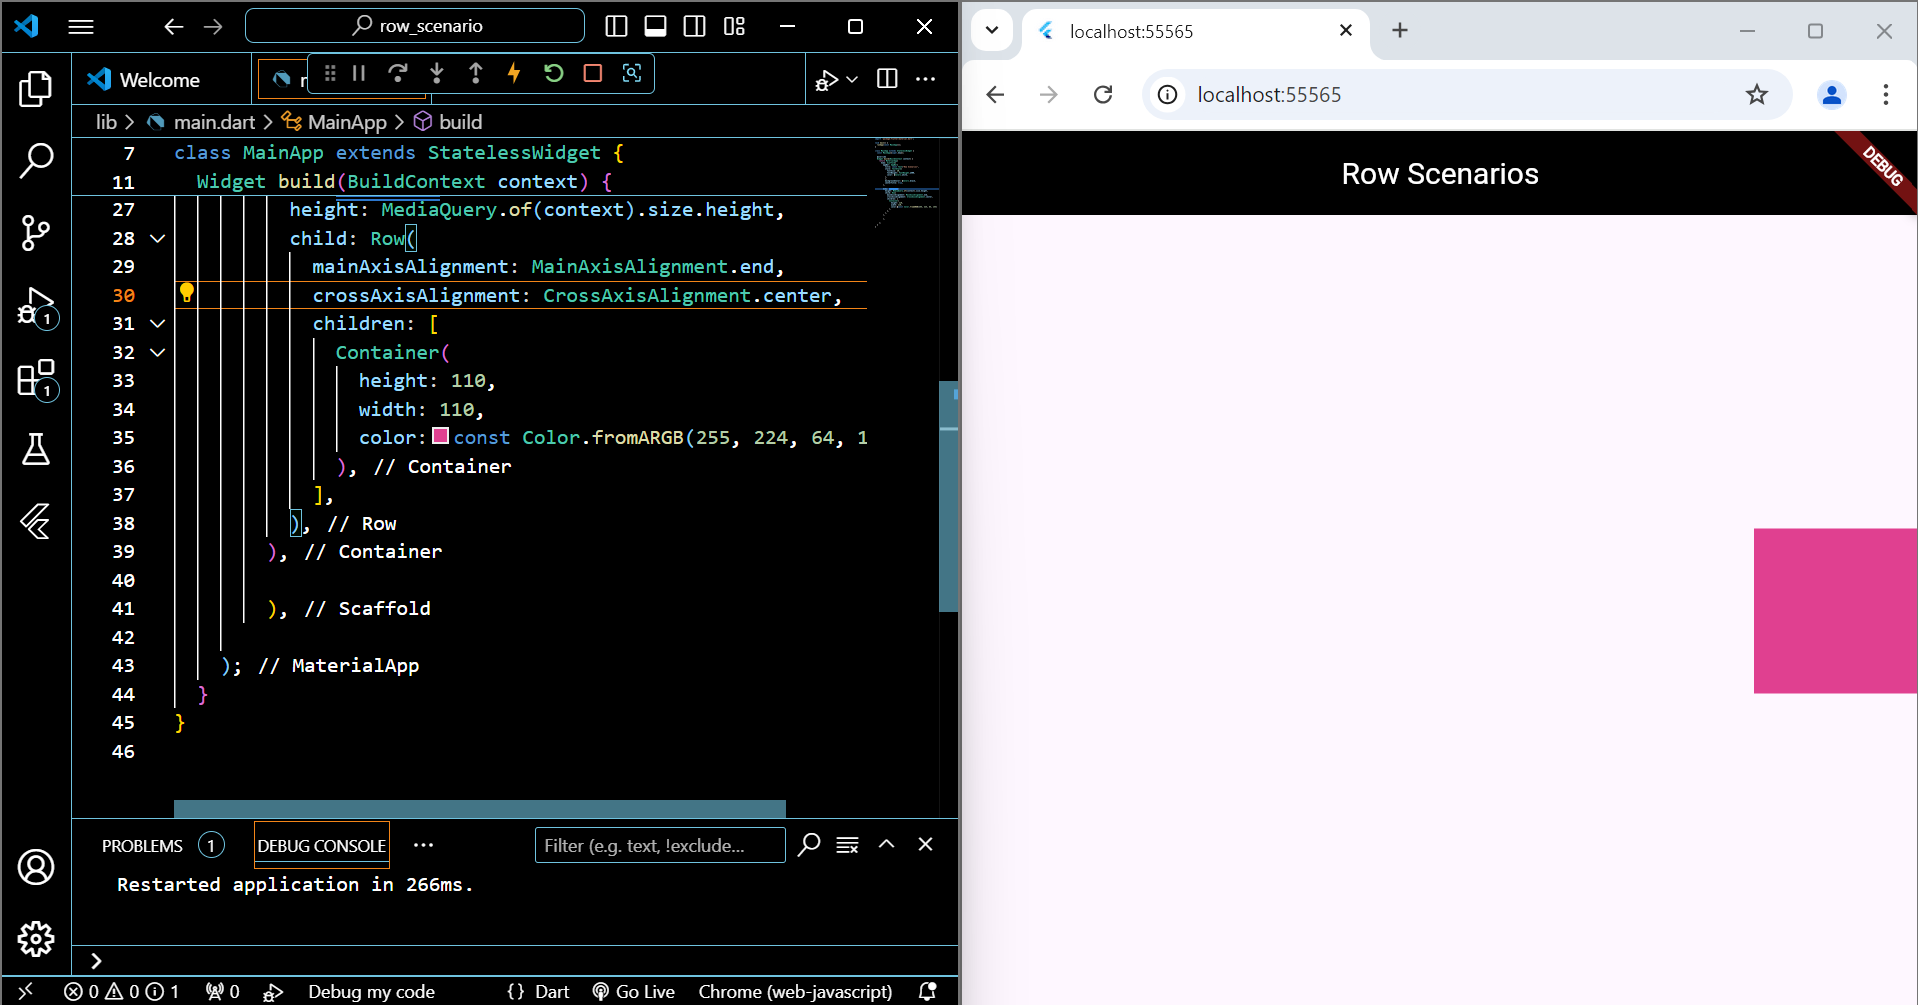 row_scenario
Welcome
lib > main.dart > MainApp > build
7 class MainApp extends StatelessWidget {
11 Widget build(BuildContext context) {
27 height: MediaQuery.of(context).size.height,
28 child: Row(
29 mainAxisAlignment: MainAxisAlignment.end,
30 crossAxisAlignment: CrossAxisAlignment.center,
31 children: [
32 Container(
33 height: 110,
34 width: 110,
35 color: const Color.fromARGB(255, 224, 64, 1
36 ), // Container
37 ],
38 ), // Row
39 ), // Container
40
41 ), // Scaffold
42
43 ); // MaterialApp
44 }
45 }
46
1
1
PROBLEMS 1 DEBUG CONSOLE ... Filter (e.g. text, !exclude...
Restarted application in 266ms.
>
0 0 1 0 Debug my code {} Dart Go Live Chrome (web-javascript)
localhost:55565
localhost:55565
Row Scenarios
DEBUG